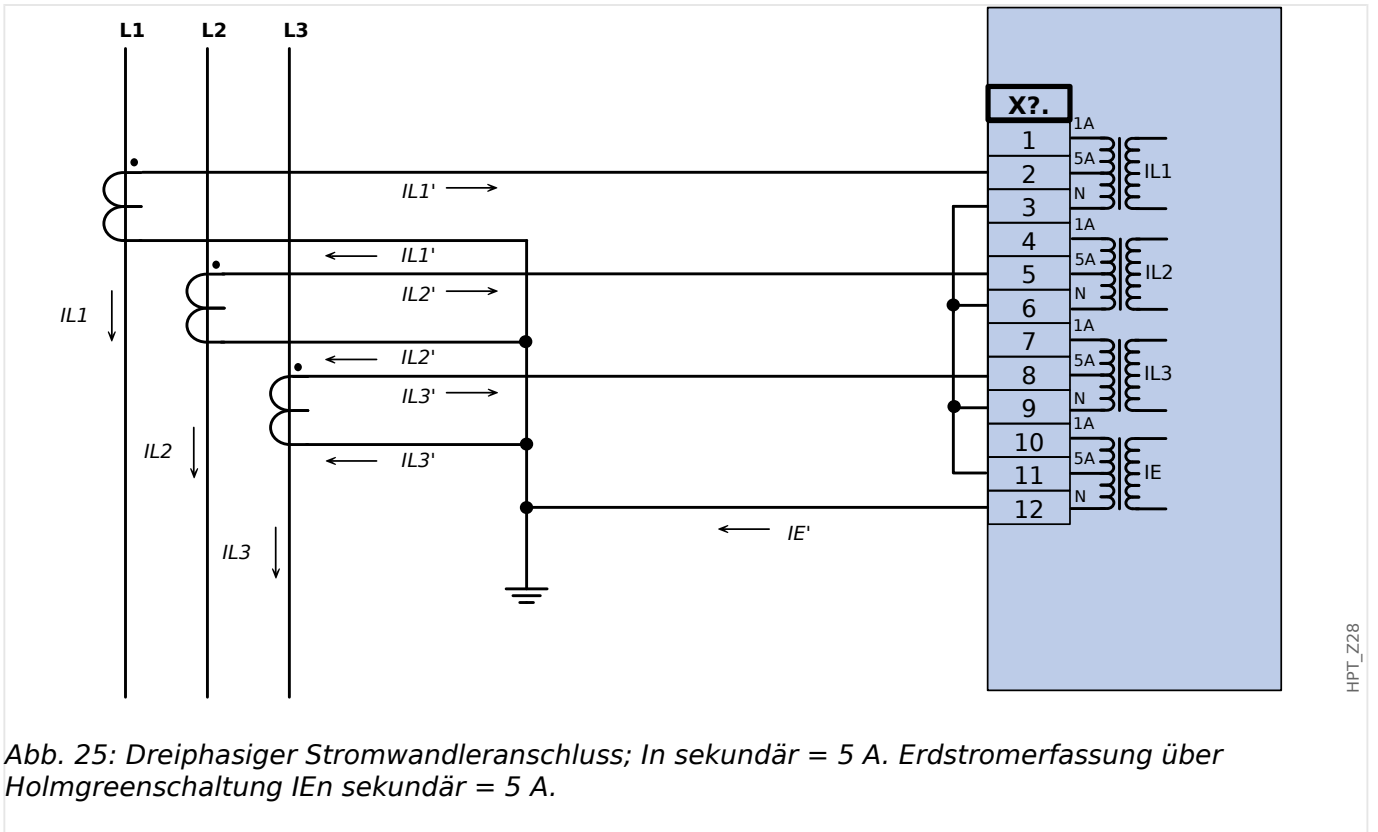 L1 L2 L3
X?.
1 1A
2 5A IL1
3 N
4 1A
5 5A IL2
6 N
7 1A
8 5A IL3
9 N
10 1A
11 5A IE
12 N
IL1'
IL1'
IL2'
IL1
IL2'
IL3'
IL2
IL3'
IE'
IL3
HPT_Z28
Abb. 25: Dreiphasiger Stromwandleranschluss; In sekundär = 5 A. Erdstromerfassung über
Holmgreenschaltung IEn sekundär = 5 A.